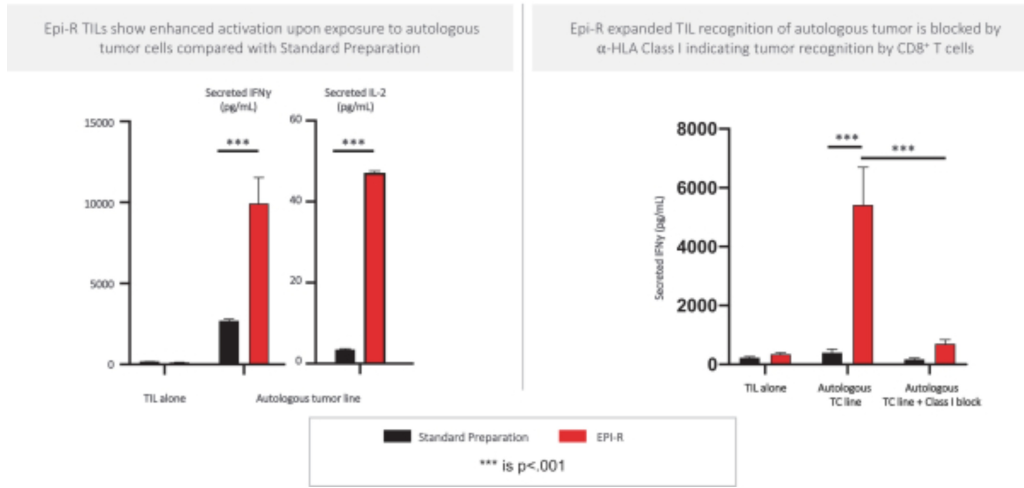 Epi-R TILs show enhanced activation upon exposure to autologous
tumor cells compared with Standard Preparation
Secreted IFNγ
(pg/mL)
Secreted IL-2
(pg/mL)
15000
10000
5000
0
***
60
40
20
0
***
TIL alone
Autologous tumor line
Epi-R expanded TIL recognition of autologous tumor is blocked by
α-HLA Class I indicating tumor recognition by CD8⁺ T cells
Secreted IFNγ (pg/mL)
8000
6000
4000
2000
0
***
***
TIL alone
Autologous
TC line
Autologous
TC line + Class I block
Standard Preparation
EPI-R
*** is p<.001